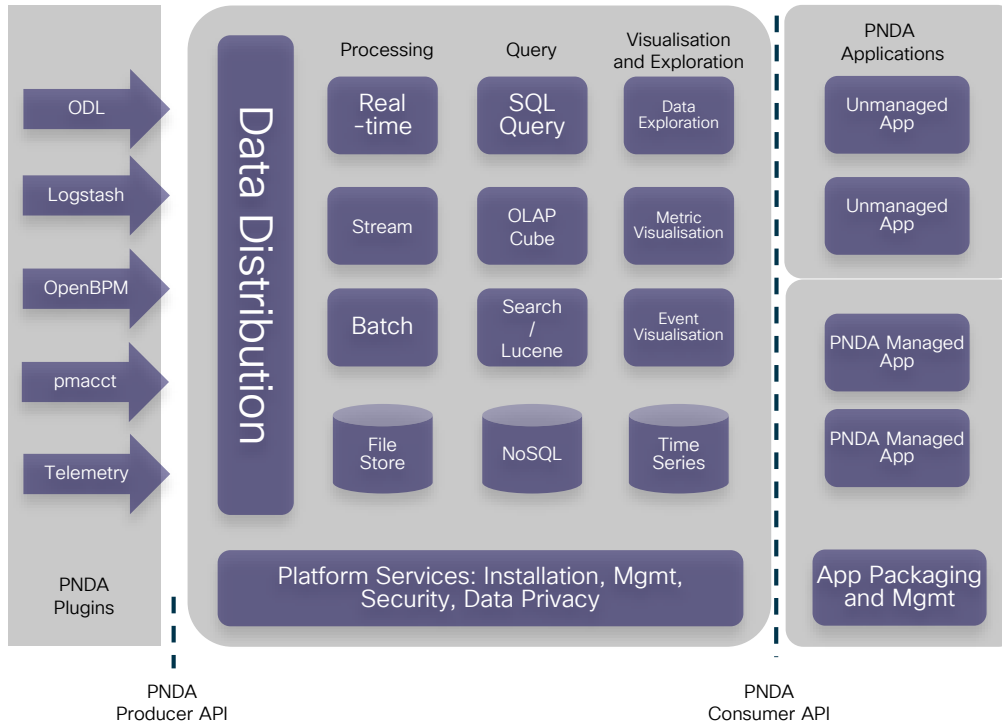 ODL
Logstash
OpenBPM
pmacct
Telemetry
PNDA
Plugins
PNDA
Producer API
Data Distribution
Processing
Real
-time
Stream
Batch
File
Store
Query
SQL
Query
OLAP
Cube
Search
/
Lucene
NoSQL
Visualisation
and Exploration
Data
Exploration
Metric
Visualisation
Event
Visualisation
Time
Series
Platform Services: Installation, Mgmt,
Security, Data Privacy
PNDA
Consumer API
PNDA
Applications
Unmanaged
App
Unmanaged
App
PNDA Managed
App
PNDA Managed
App
App Packaging
and Mgmt